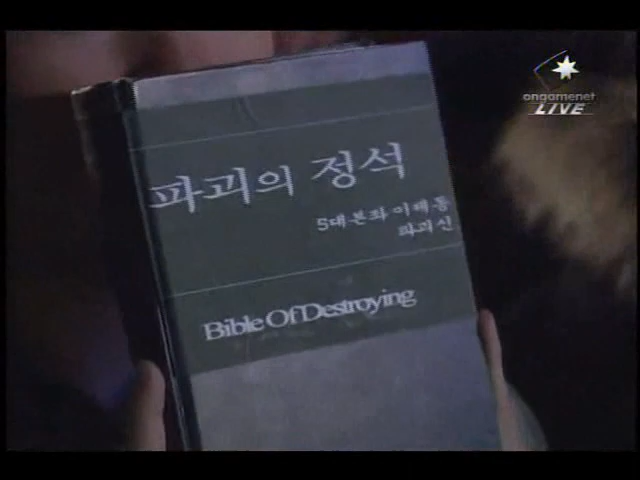 ongamenet
LIVE
파괴의 정석
5대 본좌 이제동
파괴신
Bible Of Destroying